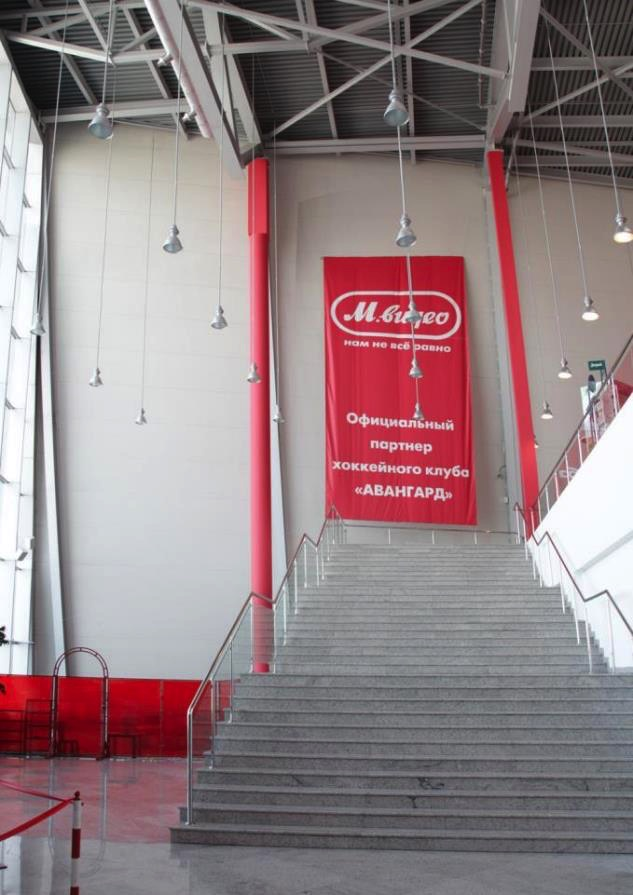 М.видео
нам не всё равно
Официальный
партнер
хоккейного клуба
«АВАНГАРД»